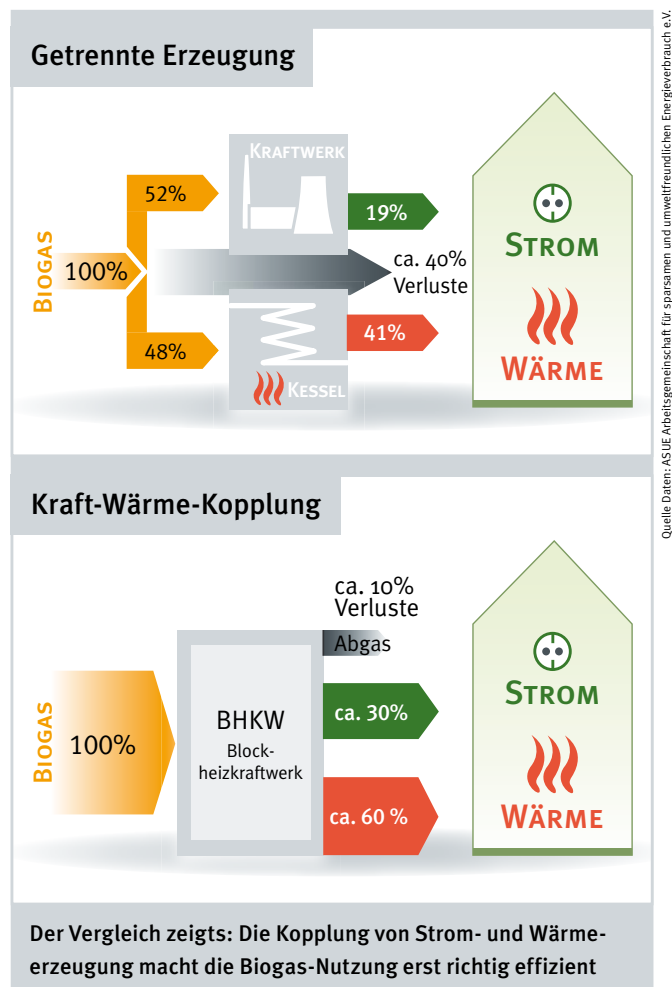 Getrennte Erzeugung
KRAFTWERK
52%
19%
STROM
BIOGAS
100%
ca. 40%
Verluste
48%
41%
WÄRME
KESSEL
Quelle Daten: ASUE Arbeitsgemeinschaft für sparsamen und umweltfreundlichen Energieverbrauch e.V.
Kraft-Wärme-Kopplung
ca. 10%
Verluste
Abgas
STROM
BIOGAS
100%
BHKW
Block-
heizkraftwerk
ca. 30%
ca. 60 %
WÄRME
Der Vergleich zeigts: Die Kopplung von Strom- und Wärme-
erzeugung macht die Biogas-Nutzung erst richtig effizient